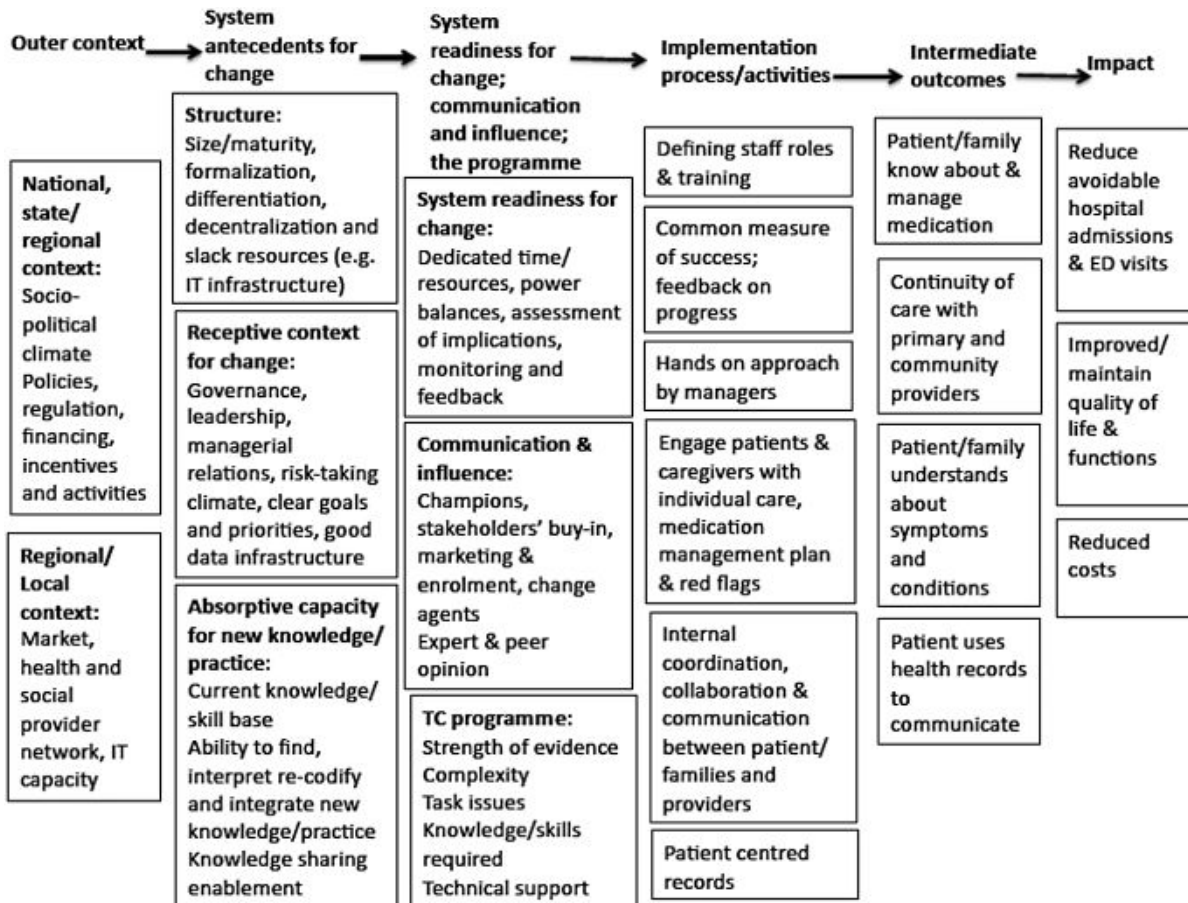 Outer context
System
antecedents for
change
System
readiness for
change;
communication
and influence;
the programme
Implementation
process/activities
Intermediate
outcomes
Impact
National,
state/
regional
context:
Socio-
political
climate
Policies,
regulation,
financing,
incentives
and activities
Regional/
Local
context:
Market,
health and
social
provider
network, IT
capacity
Structure:
Size/maturity,
formalization,
differentiation,
decentralization and
slack resources (e.g.
IT infrastructure)
Receptive context
for change:
Governance,
leadership,
managerial
relations, risk-taking
climate, clear goals
and priorities, good
data infrastructure
Absorptive capacity
for new knowledge/
practice:
Current knowledge/
skill base
Ability to find,
interpret re-codify
and integrate new
knowledge/practice
Knowledge sharing
enablement
System readiness for
change:
Dedicated time/
resources, power
balances, assessment
of implications,
monitoring and
feedback
Communication &
influence:
Champions,
stakeholders' buy-in,
marketing &
enrolment, change
agents
Expert & peer
opinion
TC programme:
Strength of evidence
Complexity
Task issues
Knowledge/skills
required
Technical support
Defining staff roles
& training
Common measure
of success;
feedback on
progress
Hands on approach
by managers
Engage patients &
caregivers with
individual care,
medication
management plan
& red flags
Internal
coordination,
collaboration &
communication
between patient/
families and
providers
Patient centred
records
Patient/family
know about &
manage
medication
Continuity of
care with
primary and
community
providers
Patient/family
understands
about
symptoms
and
conditions
Patient uses
health records
to
communicate
Reduce
avoidable
hospital
admissions
& ED visits
Improved/
maintain
quality of
life &
functions
Reduced
costs